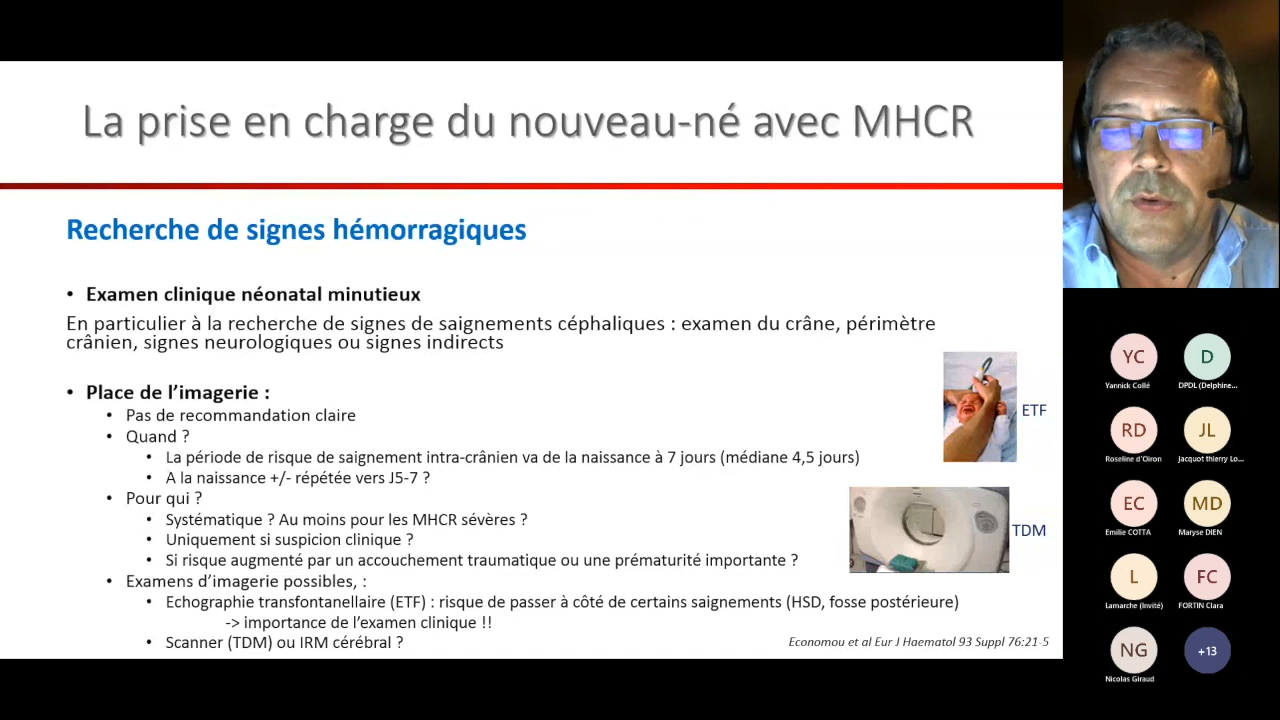 La prise en charge du nouveau-né avec MHCR
Recherche de signes hémorragiques
• Examen clinique néonatal minutieux
En particulier à la recherche de signes de saignements céphaliques : examen du crâne, périmètre
crânien, signes neurologiques ou signes indirects
• Place de l’imagerie :
• Pas de recommandation claire
• Quand ?
• La période de risque de saignement intra-crânien va de la naissance à 7 jours (médiane 4,5 jours)
• A la naissance +/- répétée vers J5-7 ?
• Pour qui ?
• Systématique ? Au moins pour les MHCR sévères ?
• Uniquement si suspicion clinique ?
• Si risque augmenté par un accouchement traumatique ou une prématurité importante ?
• Examens d’imagerie possibles, :
• Echographie transfontanellaire (ETF) : risque de passer à côté de certains saignements (HSD, fosse postérieure)
-> importance de l’examen clinique !!
• Scanner (TDM) ou IRM cérébral ?
ETF
TDM
Economou et al Eur J Haematol 93 Suppl 76:21-5
YC
Yannick Collé
D
DPDL (Delphine...
RD
Roseline d'Oiron
JL
Jacquot thierry Lo...
EC
Emilie COTTA
MD
Maryse DIEN
L
Lamarche (Invité)
FC
FORTIN Clara
NG
Nicolas Giraud
+13